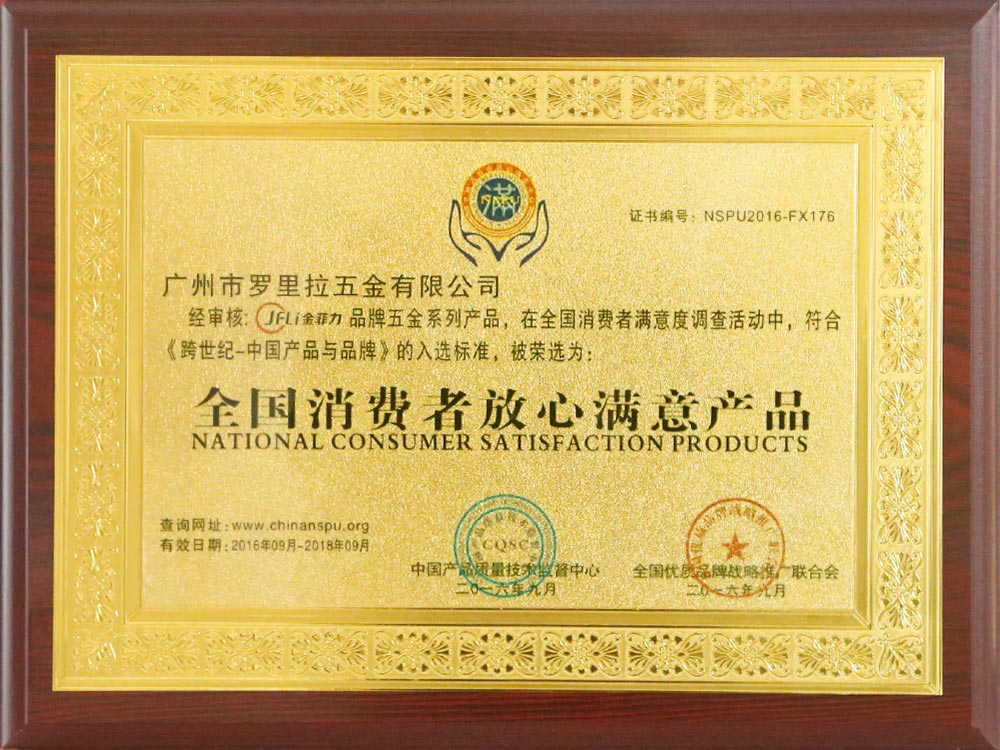 满
证书编号：NSPU2016-FX176
广州市罗里拉五金有限公司
经审核: JFLi金菲力 品牌五金系列产品，在全国消费者满意度调查活动中，符合
《跨世纪-中国产品与品牌》的入选标准，被荣选为：
全国消费者放心满意产品
NATIONAL CONSUMER SATISFACTION PRODUCTS
查询网址：www.chinanspu.org
有效日期：2016年09月-2018年09月
CQSC
中国产品质量技术监督中心
二0一六年九月
全国优质品牌战略推广联合会
二0一六年九月